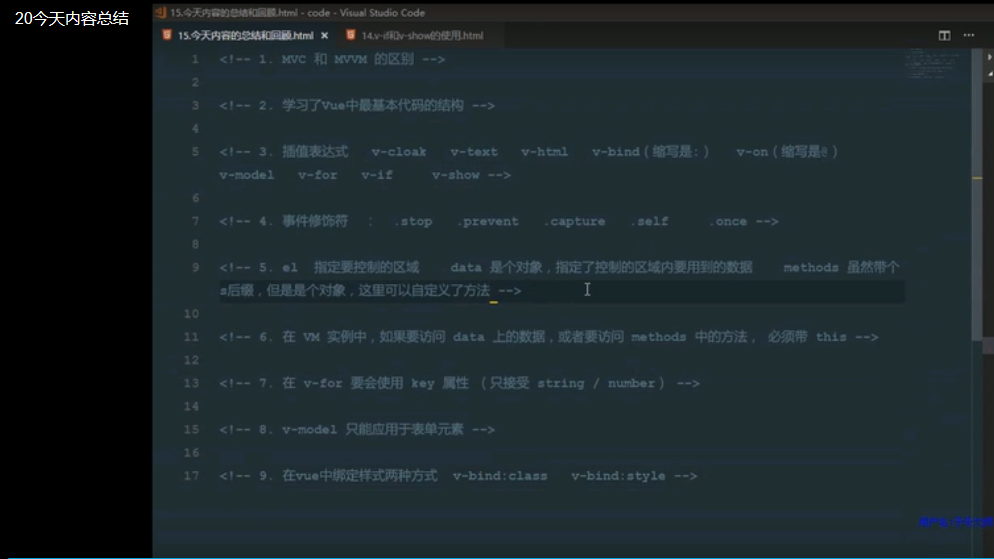 20今天内容总结
15.今天内容的总结和回顾.html - code - Visual Studio Code
15.今天内容的总结和回顾.html × 14.v-if和v-show的使用.html
1 <!-- 1. MVC 和 MVVM 的区别 -->
2
3 <!-- 2. 学习了Vue中最基本代码的结构 -->
4
5 <!-- 3. 插值表达式 v-cloak v-text v-html v-bind(缩写是:) v-on(缩写是@)
v-model v-for v-if v-show -->
6
7 <!-- 4. 事件修饰符 : .stop .prevent .capture .self .once -->
8
9 <!-- 5. el 指定要控制的区域 data 是个对象，指定了控制的区域内要用到的数据 methods 虽然带个
s后缀，但是是个对象，这里可以自定义了方法 -->
10
11 <!-- 6. 在 VM 实例中，如果要访问 data 上的数据，或者要访问 methods 中的方法， 必须带 this -->
12
13 <!-- 7. 在 v-for 要会使用 key 属性 （只接受 string / number） -->
14
15 <!-- 8. v-model 只能应用于表单元素 -->
16
17 <!-- 9. 在vue中绑定样式两种方式 v-bind:class v-bind:style -->